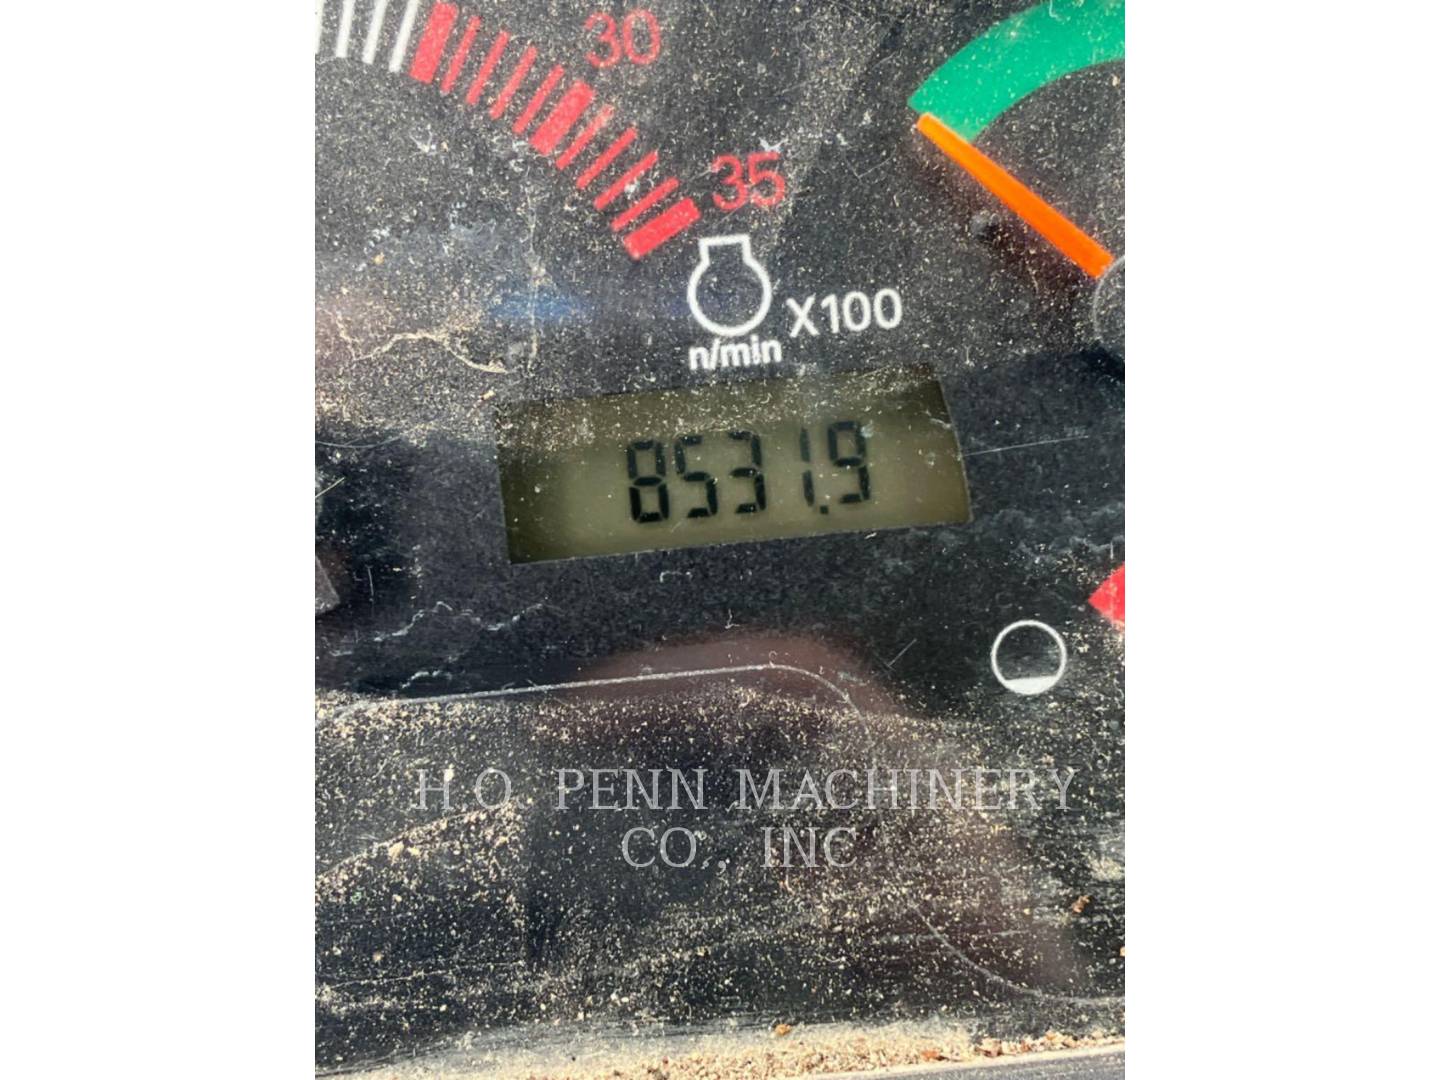 30
35
X100
n/min
8531.9
H.O. PENN MACHINERY
CO., INC.